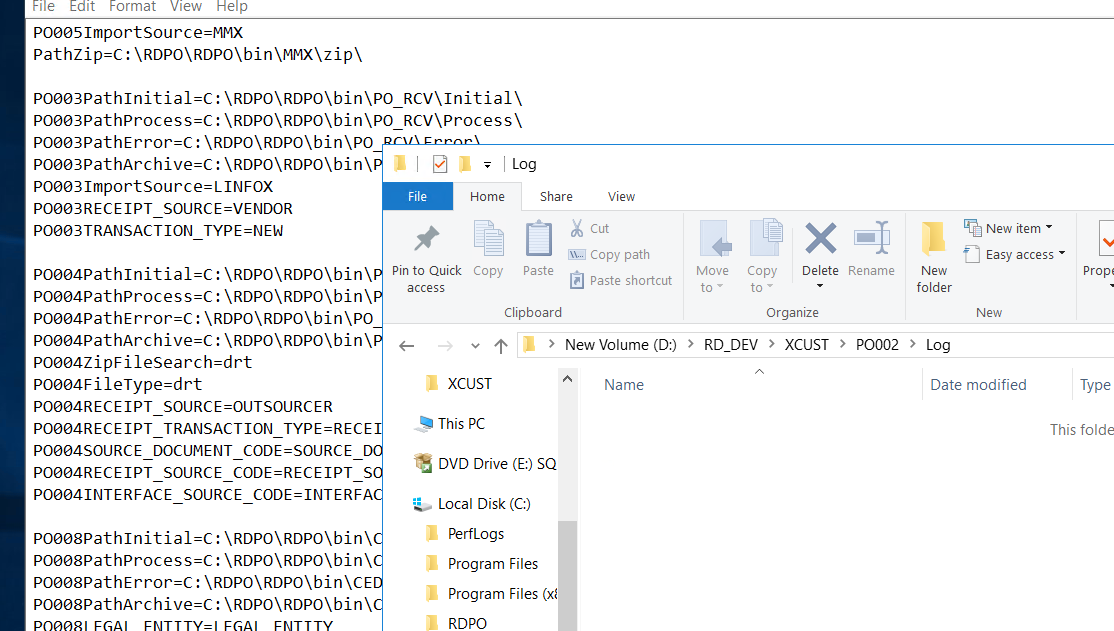 File Edit Format View Help
PO005ImportSource=MMX
PathZip=C:\RDPO\RDPO\bin\MMX\zip\
PO003PathInitial=C:\RDPO\RDPO\bin\PO_RCV\Initial\
PO003PathProcess=C:\RDPO\RDPO\bin\PO_RCV\Process\
PO003PathError=C:\RDPO\RDPO\bin\PO_RCV\Error\
PO003PathArchive=C:\RDPO\RDPO\bin\P
PO003ImportSource=LINFOX
PO003RECEIPT_SOURCE=VENDOR
PO003TRANSACTION_TYPE=NEW
PO004PathInitial=C:\RDPO\RDPO\bin\P
PO004PathProcess=C:\RDPO\RDPO\bin\P
PO004PathError=C:\RDPO\RDPO\bin\PO_
PO004PathArchive=C:\RDPO\RDPO\bin\P
PO004ZipFileSearch=drt
PO004FileType=drt
PO004RECEIPT_SOURCE=OUTSOURCER
PO004RECEIPT_TRANSACTION_TYPE=RECEI
PO004SOURCE_DOCUMENT_CODE=SOURCE_DO
PO004RECEIPT_SOURCE_CODE=RECEIPT_SO
PO004INTERFACE_SOURCE_CODE=INTERFAC
PO008PathInitial=C:\RDPO\RDPO\bin\C
PO008PathProcess=C:\RDPO\RDPO\bin\C
PO008PathError=C:\RDPO\RDPO\bin\CED
PO008PathArchive=C:\RDPO\RDPO\bin\C
PO008LEGAL_ENTITY=LEGAL_ENTITY
Log
File Home Share View
Pin to Quick access
Copy
Paste
Cut
Copy path
Paste shortcut
Clipboard
Move to
Copy to
Delete
Rename
Organize
New folder
New item
Easy access
New
Prope
New Volume (D:) > RD_DEV > XCUST > PO002 > Log
XCUST
This PC
DVD Drive (E:) SQ
Local Disk (C:)
PerfLogs
Program Files
Program Files (x8
RDPO
Name Date modified Type
This folde